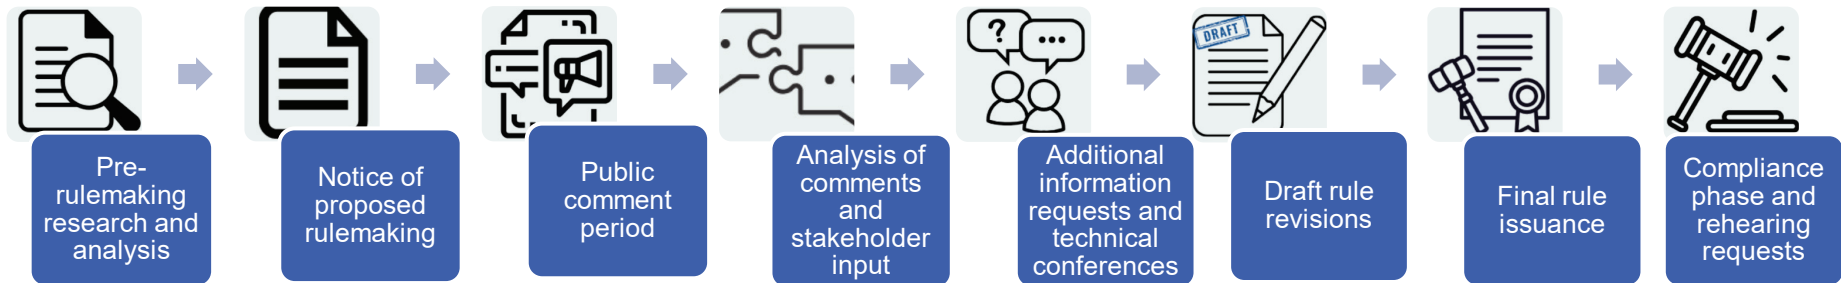 Pre-
rulemaking
research and
analysis
Notice of
proposed
rulemaking
Public
comment
period
Analysis of
comments
and
stakeholder
input
?
...
Additional
information
requests and
technical
conferences
DRAFT
Draft rule
revisions
Final rule
issuance
Compliance
phase and
rehearing
requests